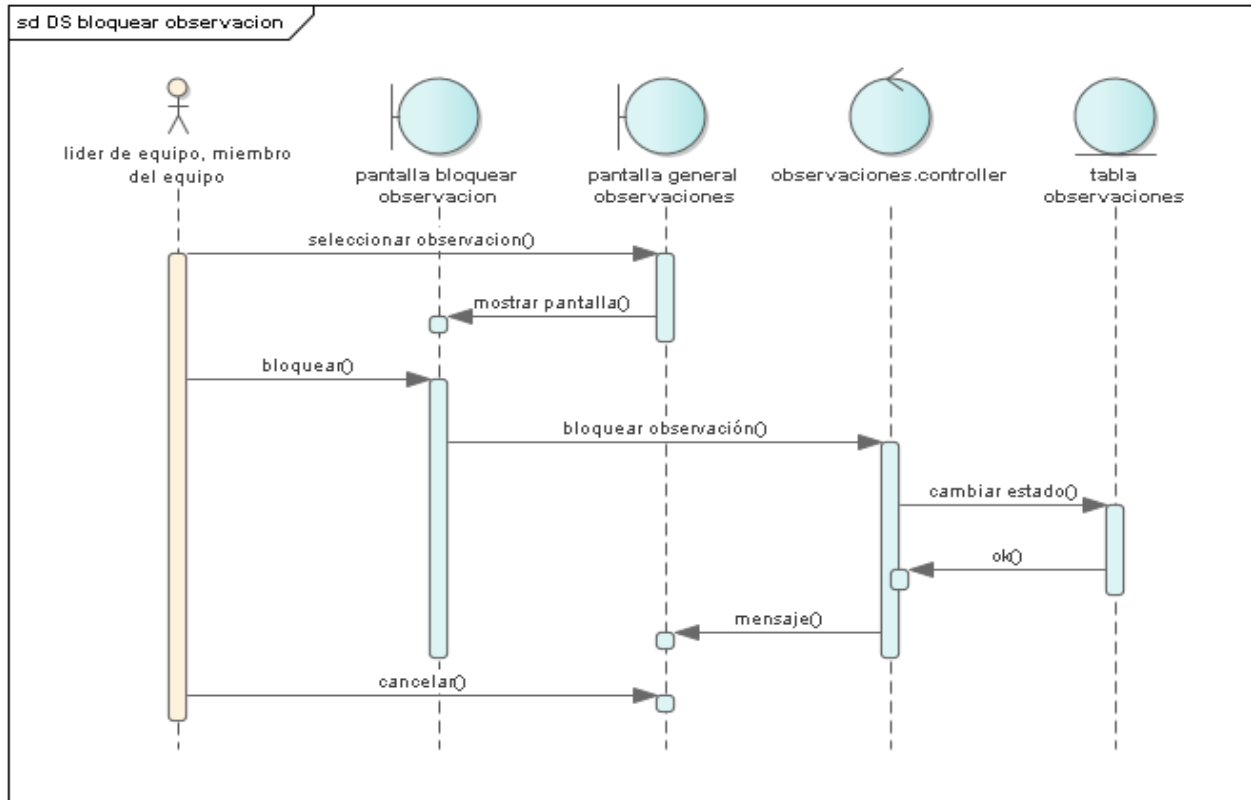 sd DS bloquear observacion
lider de equipo, miembro
del equipo
pantalla bloquear
observacion
pantalla general
observaciones
observaciones.controller
tabla
observaciones
seleccionar observacion()
mostrar pantalla()
bloquear()
bloquear observación()
cambiar estado()
ok()
mensaje()
cancelar()